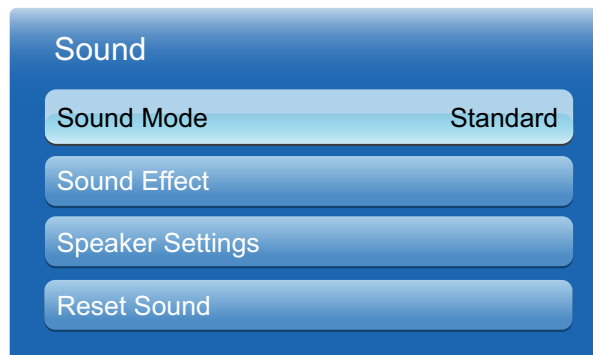 Sound
Sound Mode Standard
Sound Effect
Speaker Settings
Reset Sound